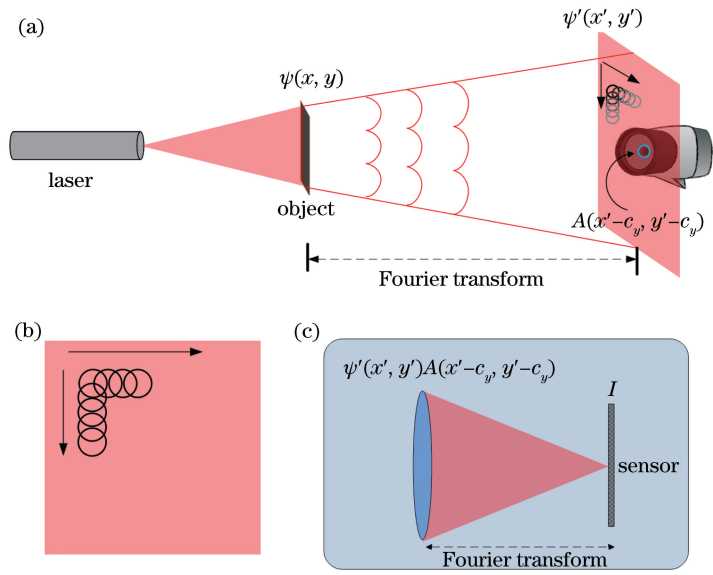 (a)
ψ′(x′, y′)
ψ(x, y)
laser
object
A(x′–c_y, y′–c_y)
Fourier transform
(b)
(c)
ψ′(x′, y′)A(x′–c_y, y′–c_y)
I
sensor
Fourier transform